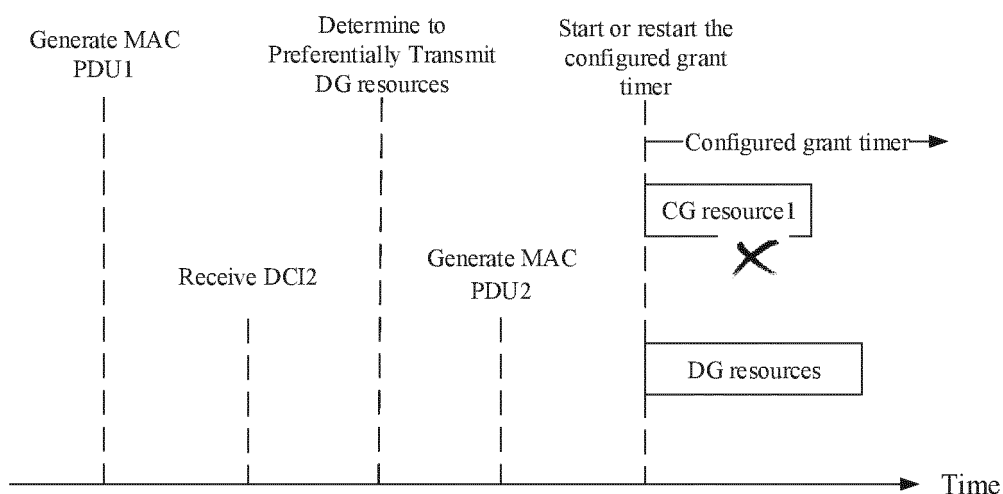 Generate MAC
PDU1
Determine to
Preferentially Transmit
DG resources
Start or restart the
configured grant
timer
Configured grant timer
CG resource1
Receive DCI2
Generate MAC
PDU2
DG resources
Time